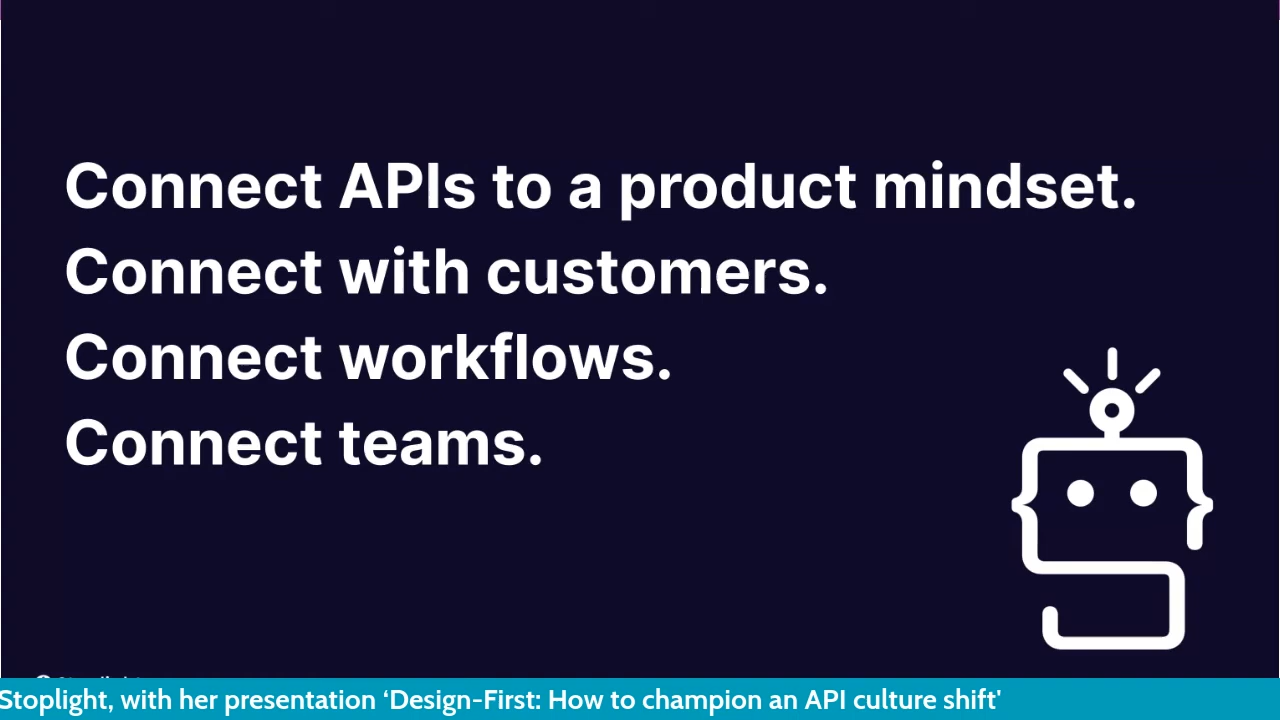 Connect APIs to a product mindset.
Connect with customers.
Connect workflows.
Connect teams.
Stoplight, with her presentation ‘Design-First: How to champion an API culture shift'